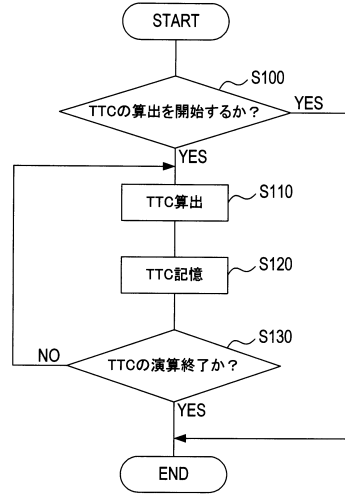 START
S100
TTCの算出を開始するか?
YES
YES
S110
TTC算出
S120
TTC記憶
S130
TTCの演算終了か?
NO
YES
END